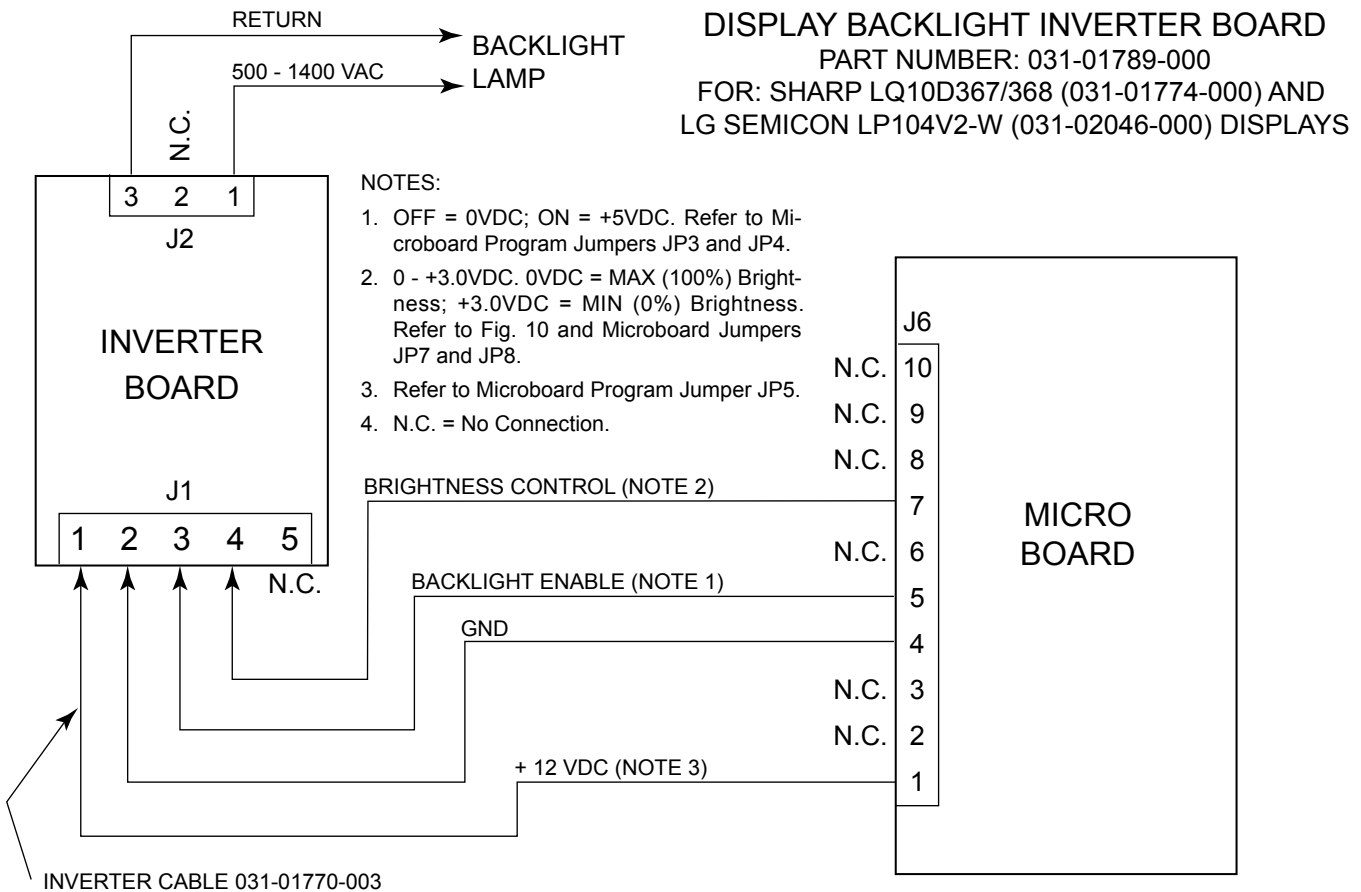 DISPLAY BACKLIGHT INVERTER BOARD
PART NUMBER: 031-01789-000
FOR: SHARP LQ10D367/368 (031-01774-000) AND
LG SEMICON LP104V2-W (031-02046-000) DISPLAYS
RETURN
BACKLIGHT
LAMP
500 - 1400 VAC
N.C.
3 2 1
J2
INVERTER
BOARD
J1
1 2 3 4 5
N.C.
NOTES:
1. OFF = 0VDC; ON = +5VDC. Refer to Mi-
croboard Program Jumpers JP3 and JP4.
2. 0 - +3.0VDC. 0VDC = MAX (100%) Bright-
ness; +3.0VDC = MIN (0%) Brightness.
Refer to Fig. 10 and Microboard Jumpers
JP7 and JP8.
3. Refer to Microboard Program Jumper JP5.
4. N.C. = No Connection.
BRIGHTNESS CONTROL (NOTE 2)
BACKLIGHT ENABLE (NOTE 1)
GND
+ 12 VDC (NOTE 3)
INVERTER CABLE 031-01770-003
J6
N.C. 10
N.C. 9
N.C. 8
7
N.C. 6
5
4
N.C. 3
N.C. 2
1
MICRO
BOARD